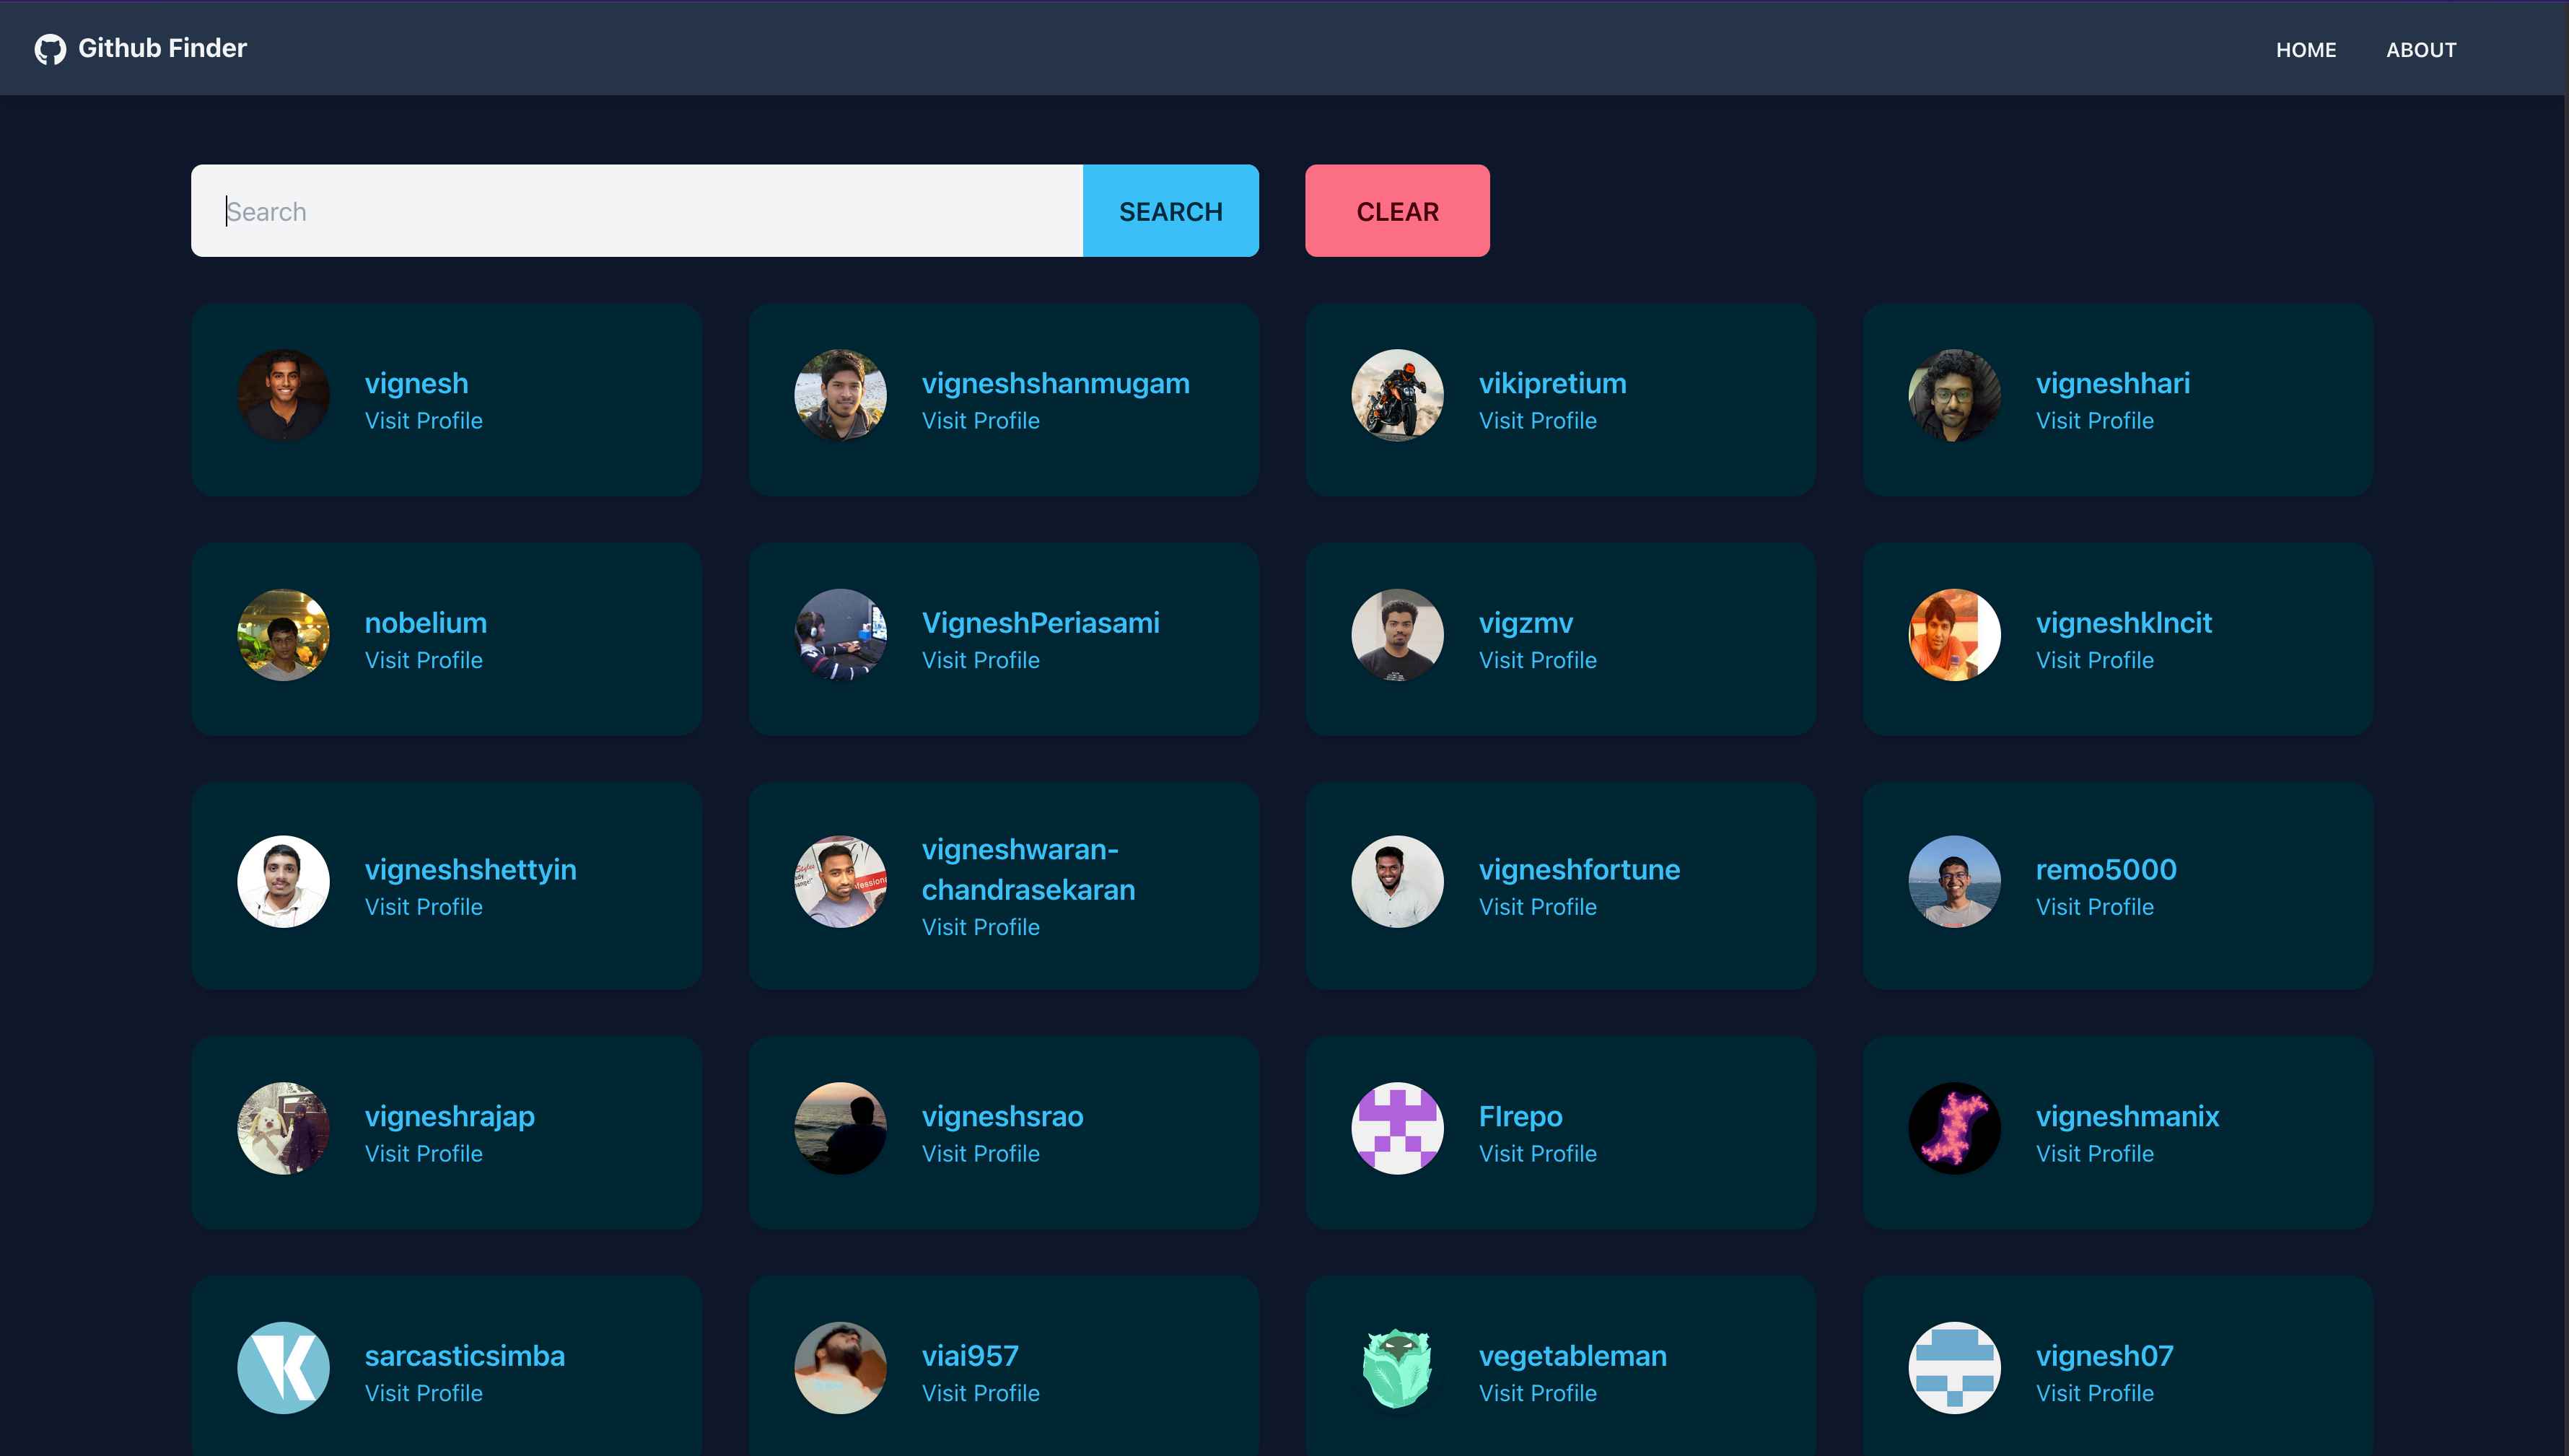 Github Finder
HOME
ABOUT
Search
SEARCH
CLEAR
vignesh
Visit Profile
vigneshshanmugam
Visit Profile
vikipretium
Visit Profile
vigneshhari
Visit Profile
nobelium
Visit Profile
VigneshPeriasami
Visit Profile
vigzmv
Visit Profile
vigneshklncit
Visit Profile
vigneshshettyin
Visit Profile
vigneshwaran-
chandrasekaran
Visit Profile
vigneshfortune
Visit Profile
remo5000
Visit Profile
vigneshrajap
Visit Profile
vigneshsrao
Visit Profile
FIrepo
Visit Profile
vigneshmanix
Visit Profile
sarcasticsimba
Visit Profile
viai957
Visit Profile
vegetableman
Visit Profile
vignesh07
Visit Profile